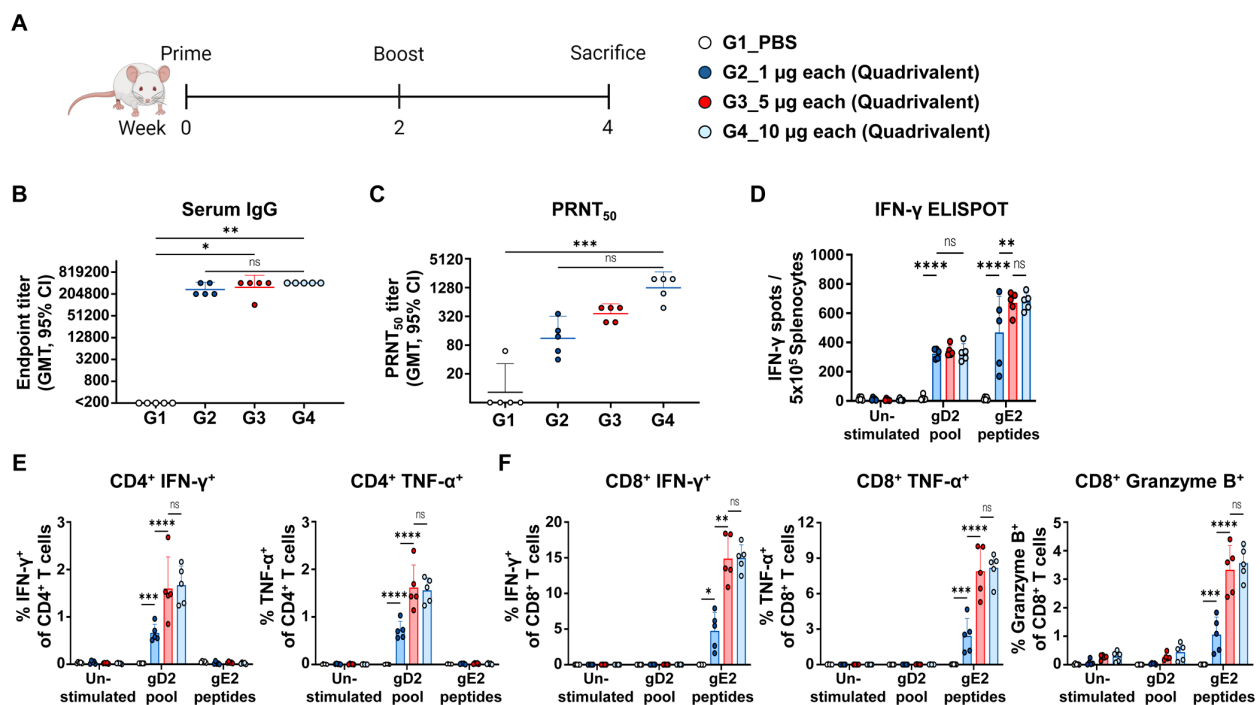 A
Prime
Boost
Sacrifice
Week
0
2
4
G1_PBS
G2_1 µg each (Quadrivalent)
G3_5 µg each (Quadrivalent)
G4_10 µg each (Quadrivalent)
B
Serum IgG
Endpoint titer
(GMT, 95% CI)
819200
204800
51200
12800
3200
800
<200
**
*
ns
G1
G2
G3
G4
C
PRNT50
PRNT50 titer
(GMT, 95% CI)
5120
1280
320
80
20
***
ns
G1
G2
G3
G4
D
IFN-γ ELISPOT
IFN-γ spots /
5x10⁵ Splenocytes
1000
800
600
400
200
0
ns
****
**
****
ns
Un-
stimulated
gD2
pool
gE2
peptides
E
CD4⁺ IFN-γ⁺
% IFN-γ⁺
of CD4⁺ T cells
3
2
1
0
ns
****
***
Un-
stimulated
gD2
pool
gE2
peptides
CD4⁺ TNF-α⁺
% TNF-α⁺
of CD4⁺ T cells
3
2
1
0
ns
****
****
Un-
stimulated
gD2
pool
gE2
peptides
F
CD8⁺ IFN-γ⁺
% IFN-γ⁺
of CD8⁺ T cells
20
15
10
5
0
ns
**
*
Un-
stimulated
gD2
pool
gE2
peptides
CD8⁺ TNF-α⁺
% TNF-α⁺
of CD8⁺ T cells
12
9
6
3
0
ns
****
***
Un-
stimulated
gD2
pool
gE2
peptides
CD8⁺ Granzyme B⁺
% Granzyme B⁺
of CD8⁺ T cells
5
4
3
2
1
0
ns
****
***
Un-
stimulated
gD2
pool
gE2
peptides